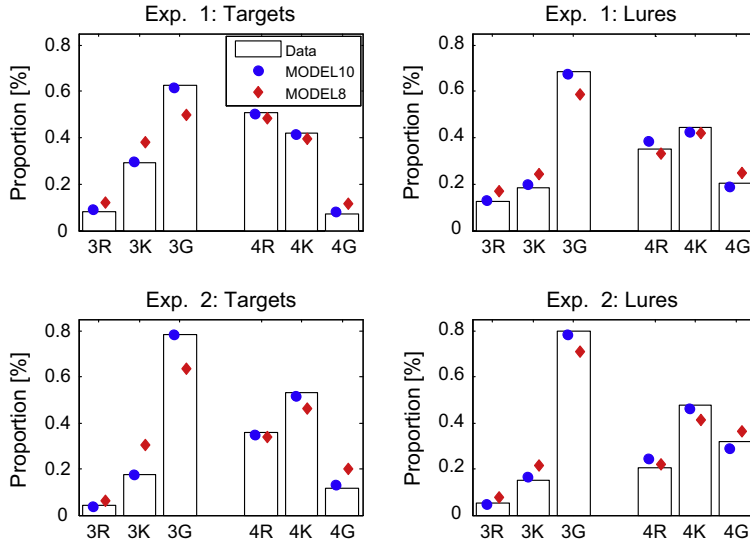 Exp. 1: Targets
Proportion [%]
0.8
0.6
0.4
0.2
0
3R 3K 3G 4R 4K 4G
Data
MODEL10
MODEL8
Exp. 1: Lures
Proportion [%]
0.8
0.6
0.4
0.2
0
3R 3K 3G 4R 4K 4G
Exp. 2: Targets
Proportion [%]
0.8
0.6
0.4
0.2
0
3R 3K 3G 4R 4K 4G
Exp. 2: Lures
Proportion [%]
0.8
0.6
0.4
0.2
0
3R 3K 3G 4R 4K 4G